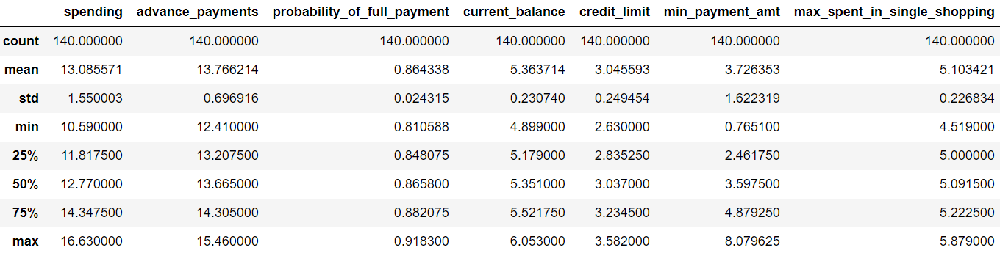 spending advance_payments probability_of_full_payment current_balance credit_limit min_payment_amt max_spent_in_single_shopping
count 140.000000 140.000000 140.000000 140.000000 140.000000 140.000000 140.000000
mean 13.085571 13.766214 0.864338 5.363714 3.045593 3.726353 5.103421
std 1.550003 0.696916 0.024315 0.230740 0.249454 1.622319 0.226834
min 10.590000 12.410000 0.810588 4.899000 2.630000 0.765100 4.519000
25% 11.817500 13.207500 0.848075 5.179000 2.835250 2.461750 5.000000
50% 12.770000 13.665000 0.865800 5.351000 3.037000 3.597500 5.091500
75% 14.347500 14.305000 0.882075 5.521750 3.234500 4.879250 5.222500
max 16.630000 15.460000 0.918300 6.053000 3.582000 8.079625 5.879000